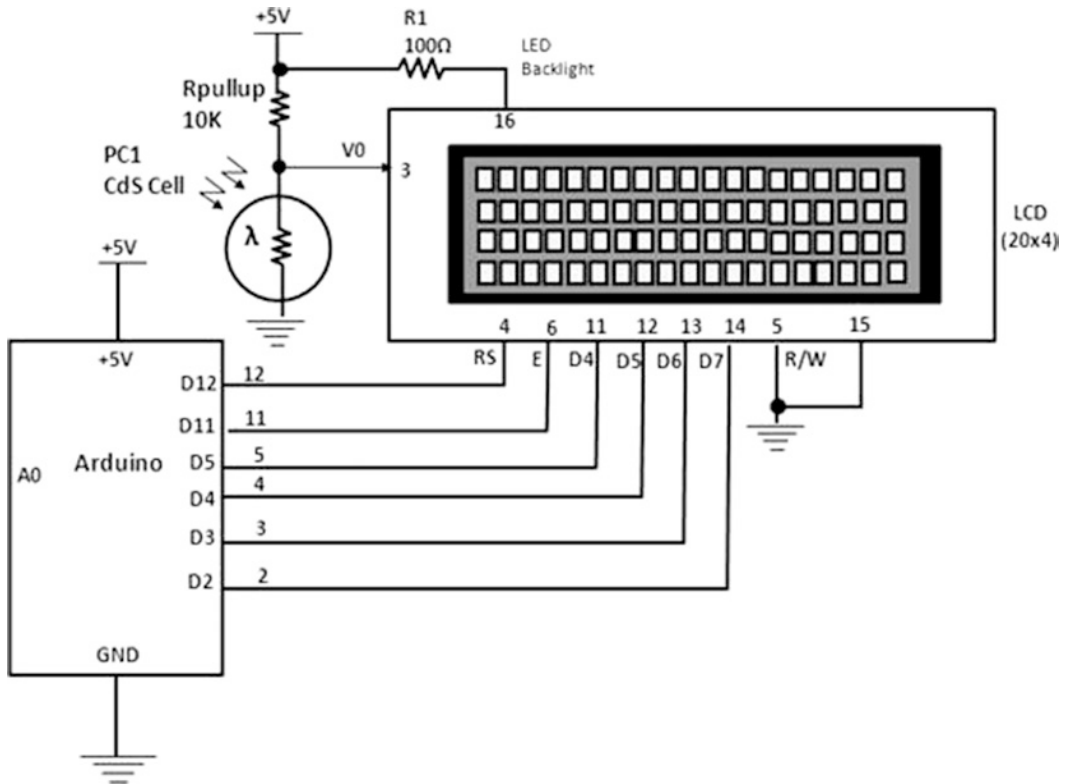 +5V
R1
100Ω
LED
Backlight
Rpullup
10K
16
PC1
CdS Cell
V0
3
λ
LCD
(20x4)
+5V
4 6 11 12 13 14 5 15
RS E D4 D5 D6 D7 R/W
+5V
D12 12
D11 11
Arduino
D5 5
A0
D4 4
D3 3
D2 2
GND